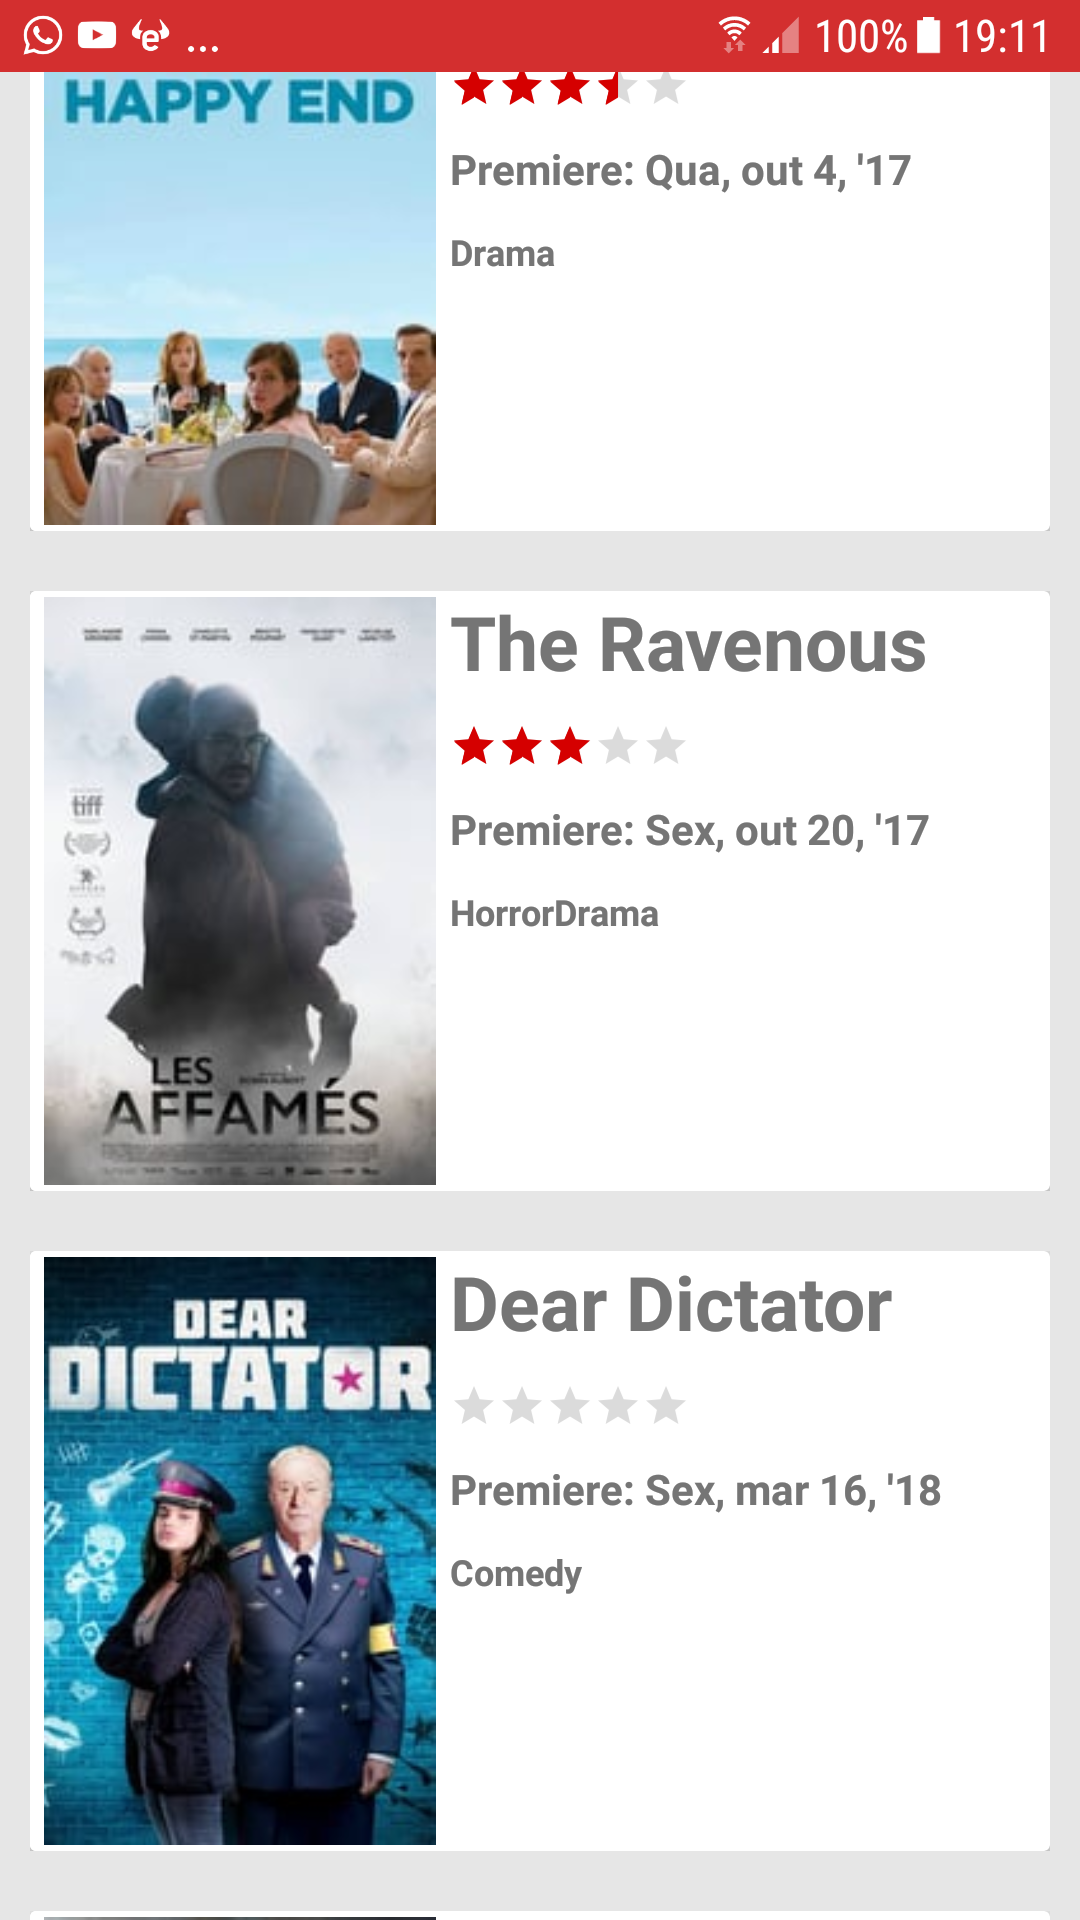 ... 100% 19:11
HAPPY END
Premiere: Qua, out 4, '17
Drama
The Ravenous
Premiere: Sex, out 20, '17
HorrorDrama
tiff
LES
AFFAMÉS
Dear Dictator
Premiere: Sex, mar 16, '18
Comedy
DEAR
DICTATOR